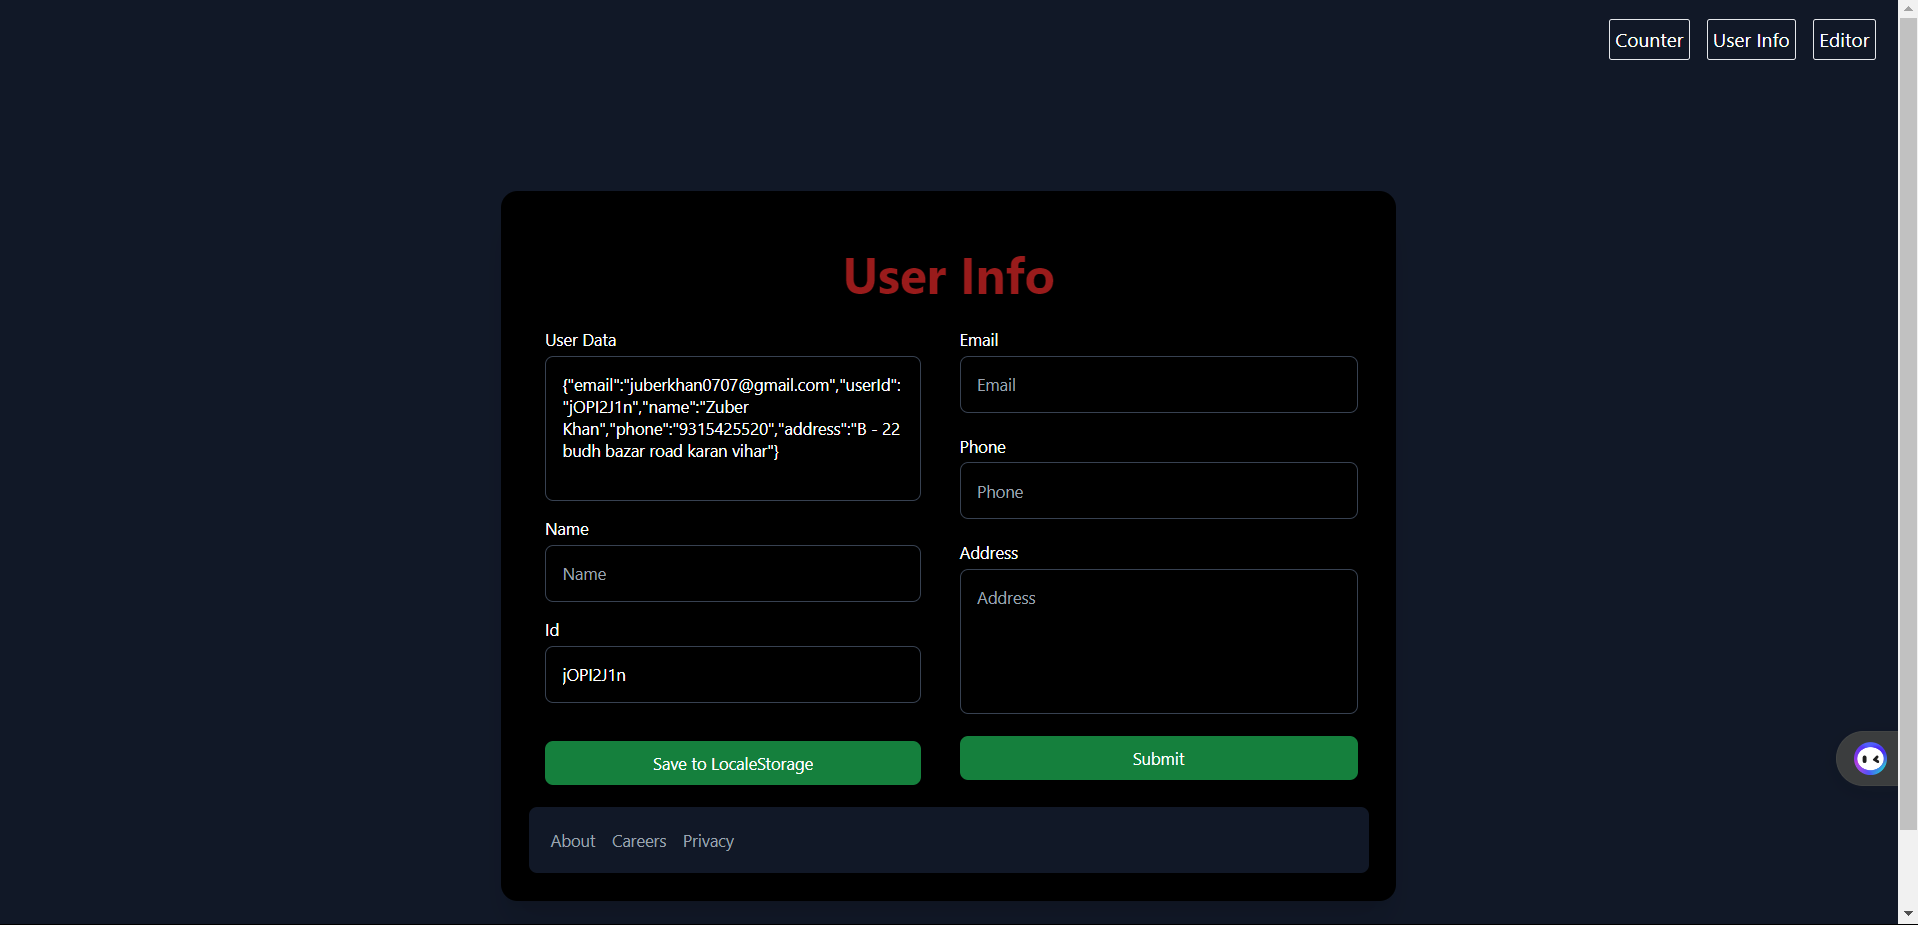 Counter User Info Editor
User Info
User Data
{"email":"juberkhan0707@gmail.com","userId":
"jOPI2J1n","name":"Zuber
Khan","phone":"9315425520","address":"B - 22
budh bazar road karan vihar"}
Name
Name
Id
jOPI2J1n
Save to LocaleStorage
Email
Email
Phone
Phone
Address
Address
Submit
About Careers Privacy